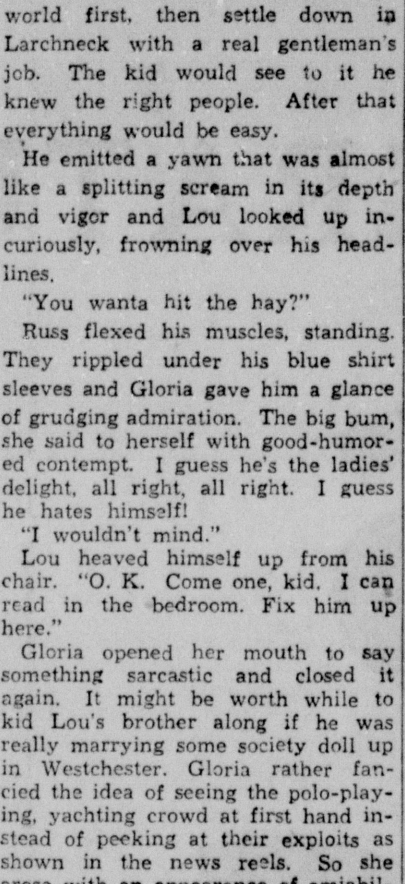 world first, then settle down in
Larchneck with a real gentleman's
job. The kid would see to it he
knew the right people. After that
everything would be easy.
He emitted a yawn that was almost
like a splitting scream in its depth
and vigor and Lou looked up in-
curiously, frowning over his head-
lines.
"You wanta hit the hay?"
Russ flexed his muscles, standing.
They rippled under his blue shirt
sleeves and Gloria gave him a glance
of grudging admiration. The big bum,
she said to herself with good-humor-
ed contempt. I guess he's the ladies'
delight, all right, all right. I guess
he hates himself!
"I wouldn't mind."
Lou heaved himself up from his
chair. "O. K. Come one, kid. I can
read in the bedroom. Fix him up
here."
Gloria opened her mouth to say
something sarcastic and closed it
again. It might be worth while to
kid Lou's brother along if he was
really marrying some society doll up
in Westchester. Gloria rather fan-
cied the idea of seeing the polo-play-
ing, yachting crowd at first hand in-
stead of peeking at their exploits as
shown in the news reels. So she